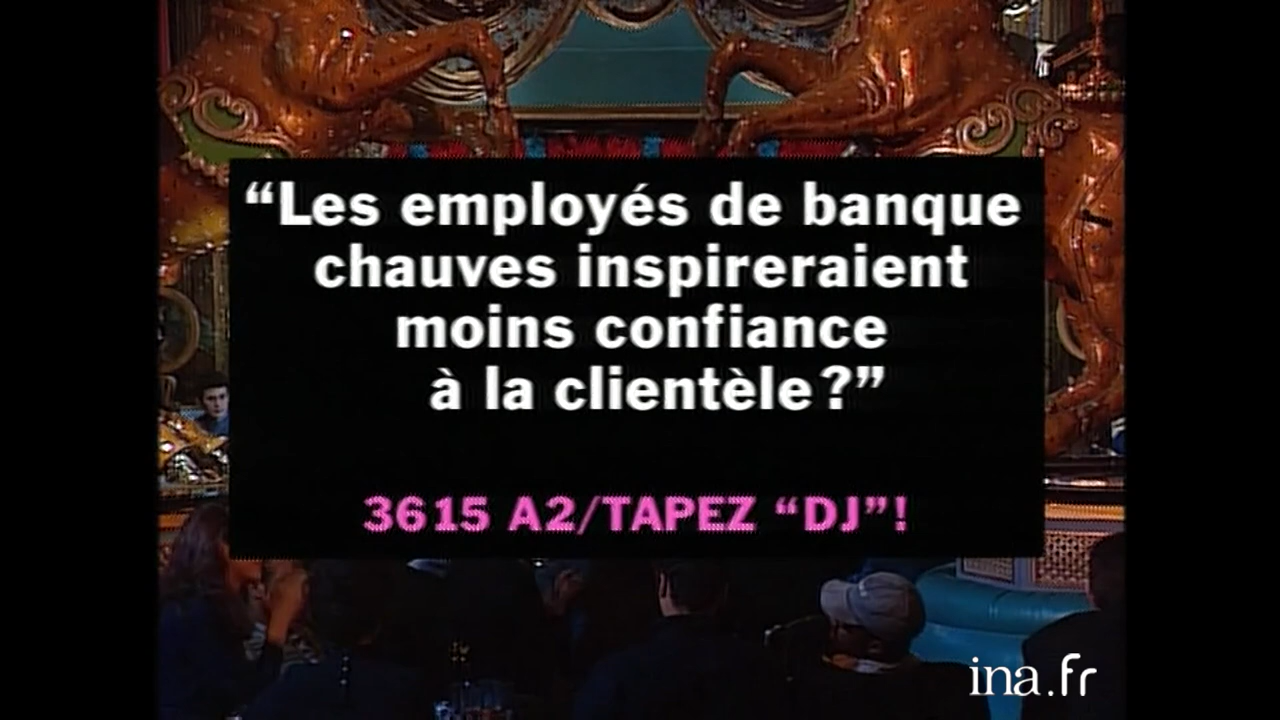 “Les employés de banque
chauves inspireraient
moins confiance
à la clientèle ?”
3615 A2/TAPEZ “DJ”!
ina.fr